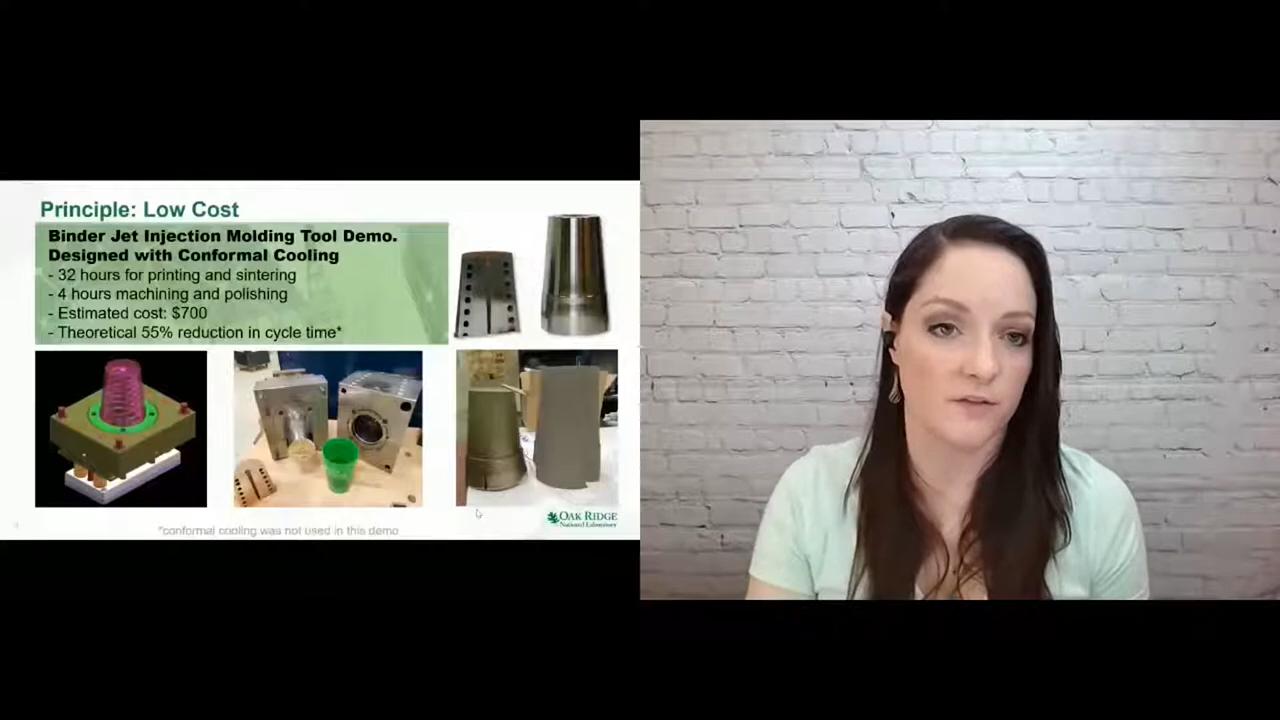 Principle: Low Cost
Binder Jet Injection Molding Tool Demo.
Designed with Conformal Cooling
- 32 hours for printing and sintering
- 4 hours machining and polishing
- Estimated cost: $700
- Theoretical 55% reduction in cycle time*
*conformal cooling was not used in this demo
OAK RIDGE
National Laboratory